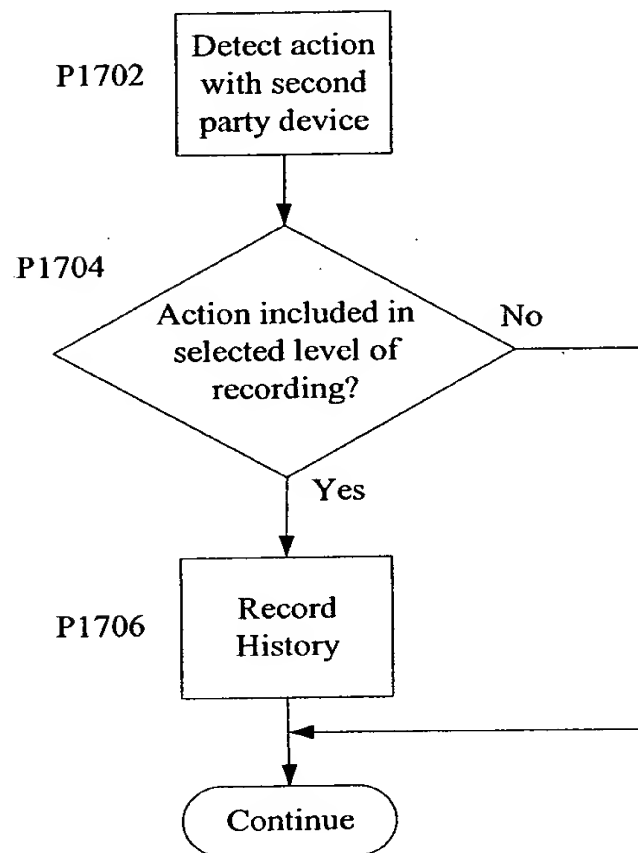 P1702
Detect action
with second
party device
P1704
Action included in
selected level of
recording?
No
Yes
P1706
Record
History
Continue